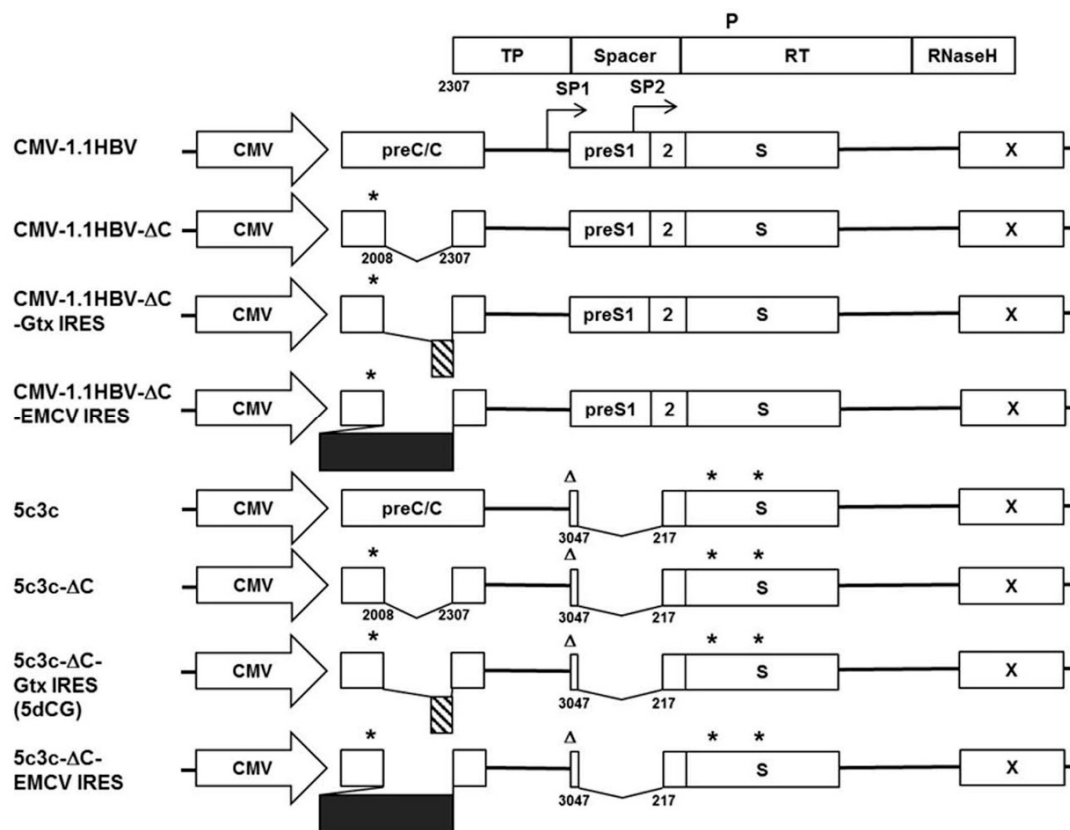 P
TP Spacer RT RNaseH
2307 SP1 SP2
CMV-1.1HBV CMV preC/C preS1 2 S X
*
CMV-1.1HBV-ΔC CMV preS1 2 S X
2008 2307
*
CMV-1.1HBV-ΔC
-Gtx IRES CMV preS1 2 S X
*
CMV-1.1HBV-ΔC
-EMCV IRES CMV preS1 2 S X
Δ * *
5c3c CMV preC/C S X
3047 217
* Δ * *
5c3c-ΔC CMV S X
2008 2307 3047 217
* Δ * *
5c3c-ΔC-
Gtx IRES CMV S X
(5dCG) 3047 217
* Δ * *
5c3c-ΔC-
EMCV IRES CMV S X
3047 217